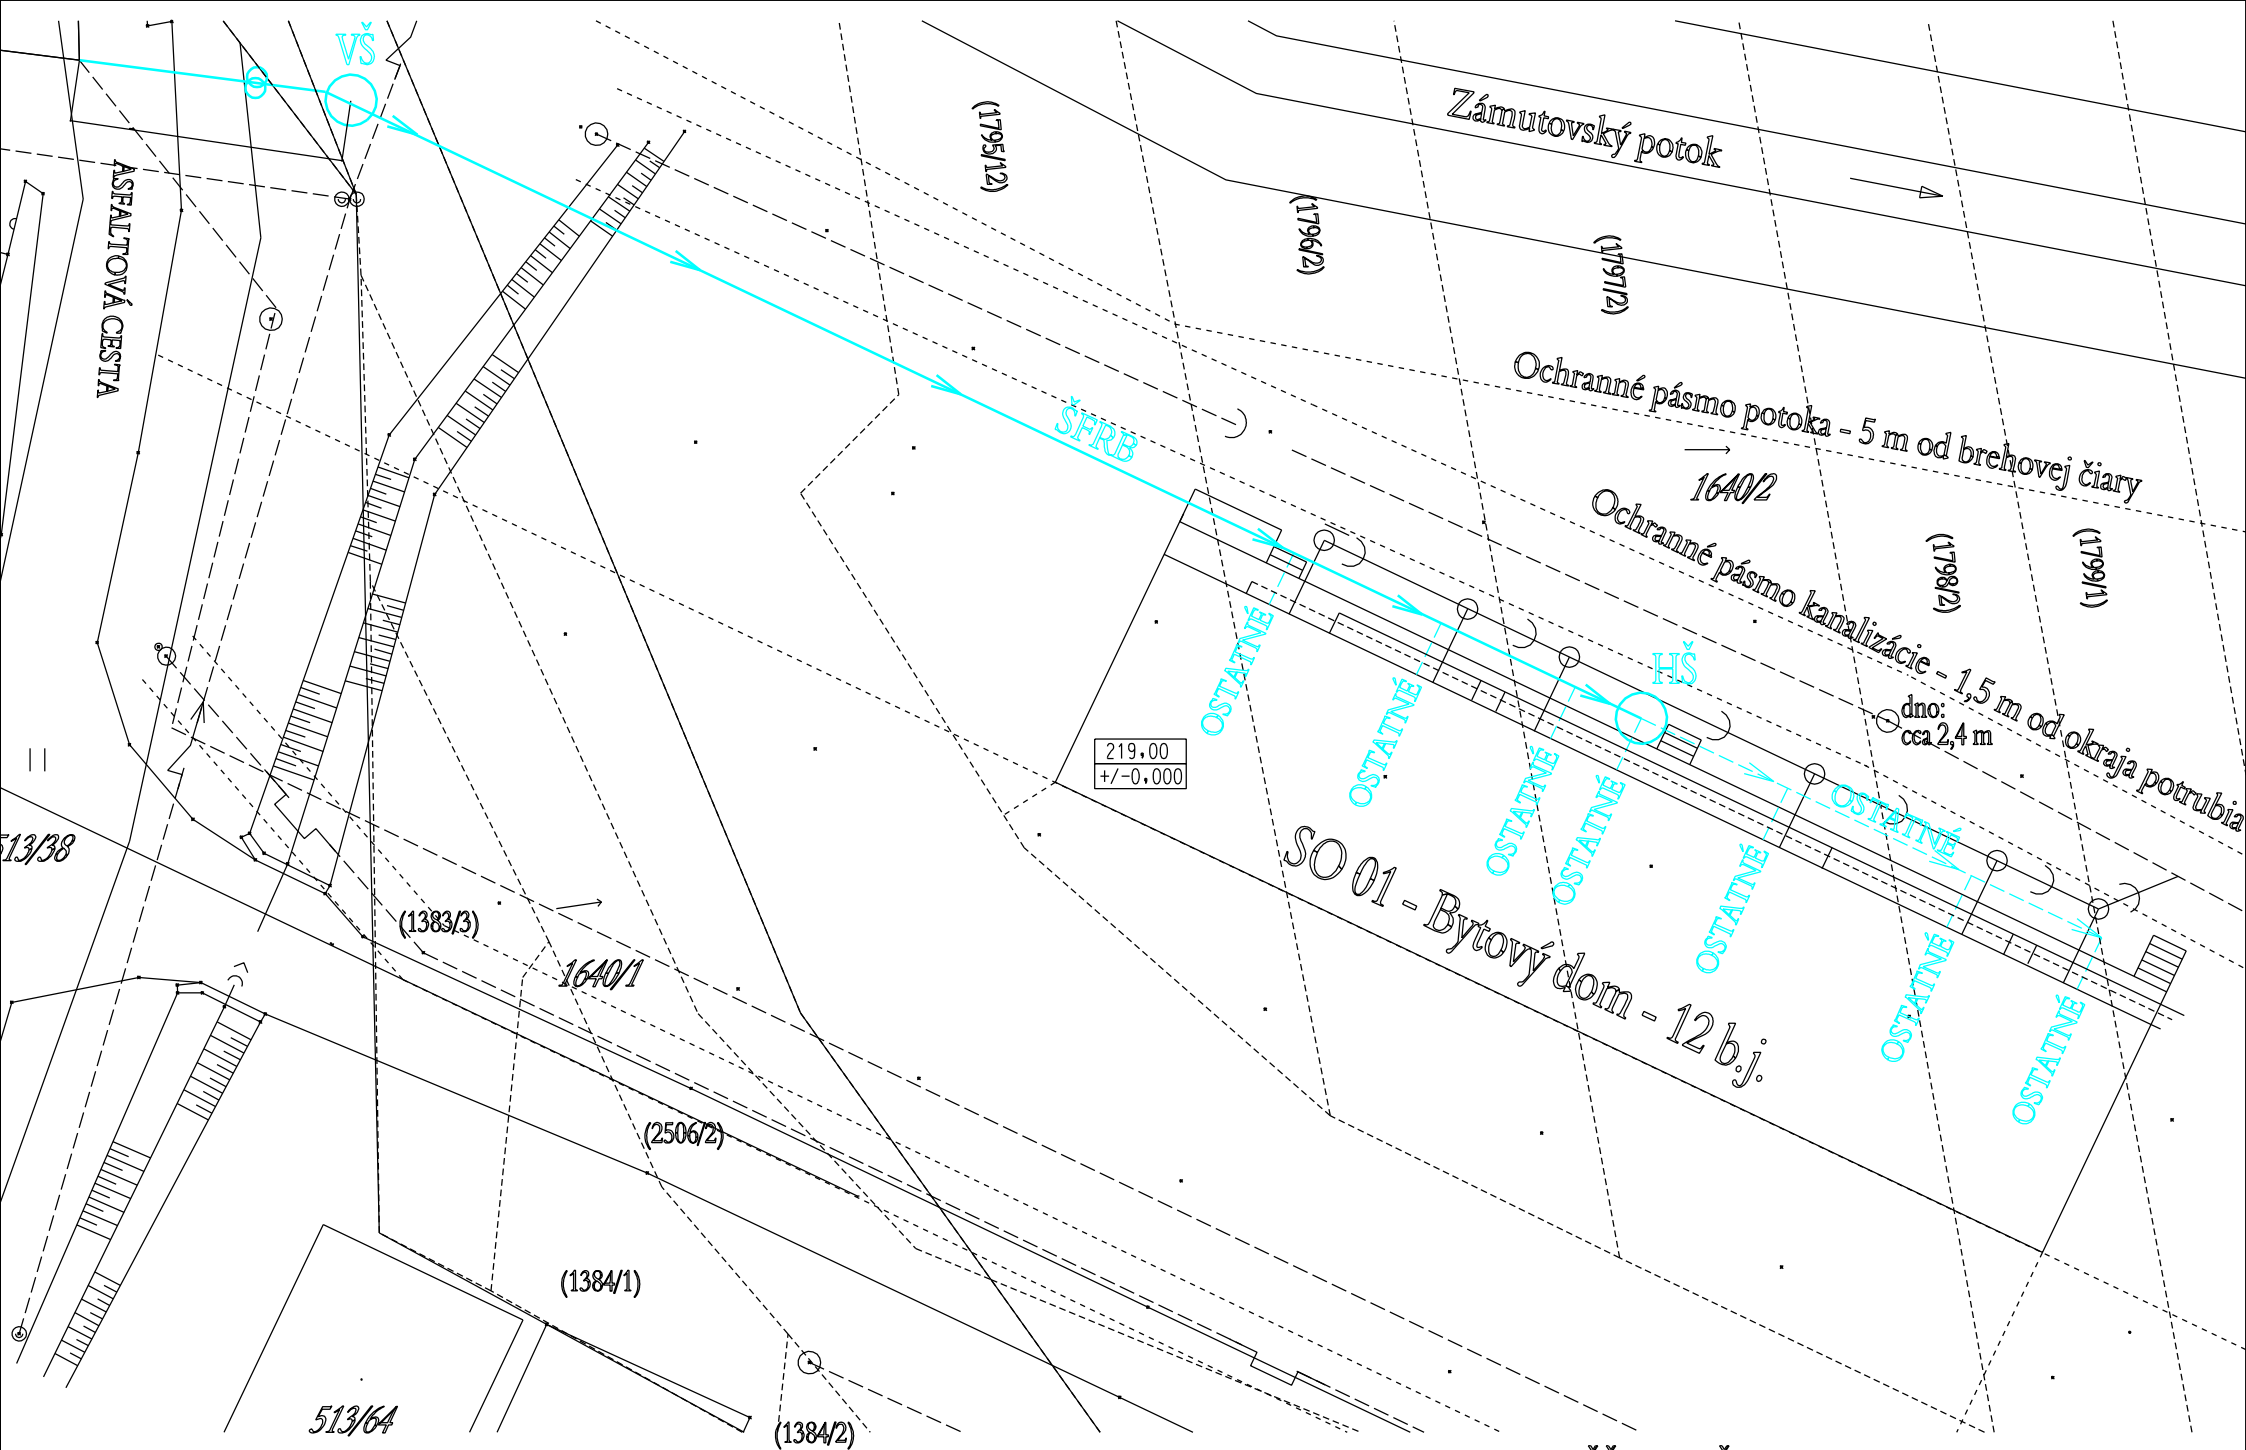 VŠ
(1795/12)
Zámutovský potok
(1796/2)
(1797/2)
ASFALTOVÁ CESTA
Ochranné pásmo potoka - 5 m od brehovej čiary
ŠFRB
1640/2
Ochranné pásmo kanalizácie - 1,5 m od okraja potrubia
(1798/2)
(1799/1)
OSTATNÉ
OSTATNÉ
HŠ
OSTATNÉ
OSTATNÉ
dno:
cca 2,4 m
219,00
+/-0,000
OSTATNÉ
OSTATNÉ
513/38
SO 01 - Bytový dom - 12 b.j.
(1383/3)
1640/1
OSTATNÉ
OSTATNÉ
(2506/2)
(1384/1)
513/64
(1384/2)